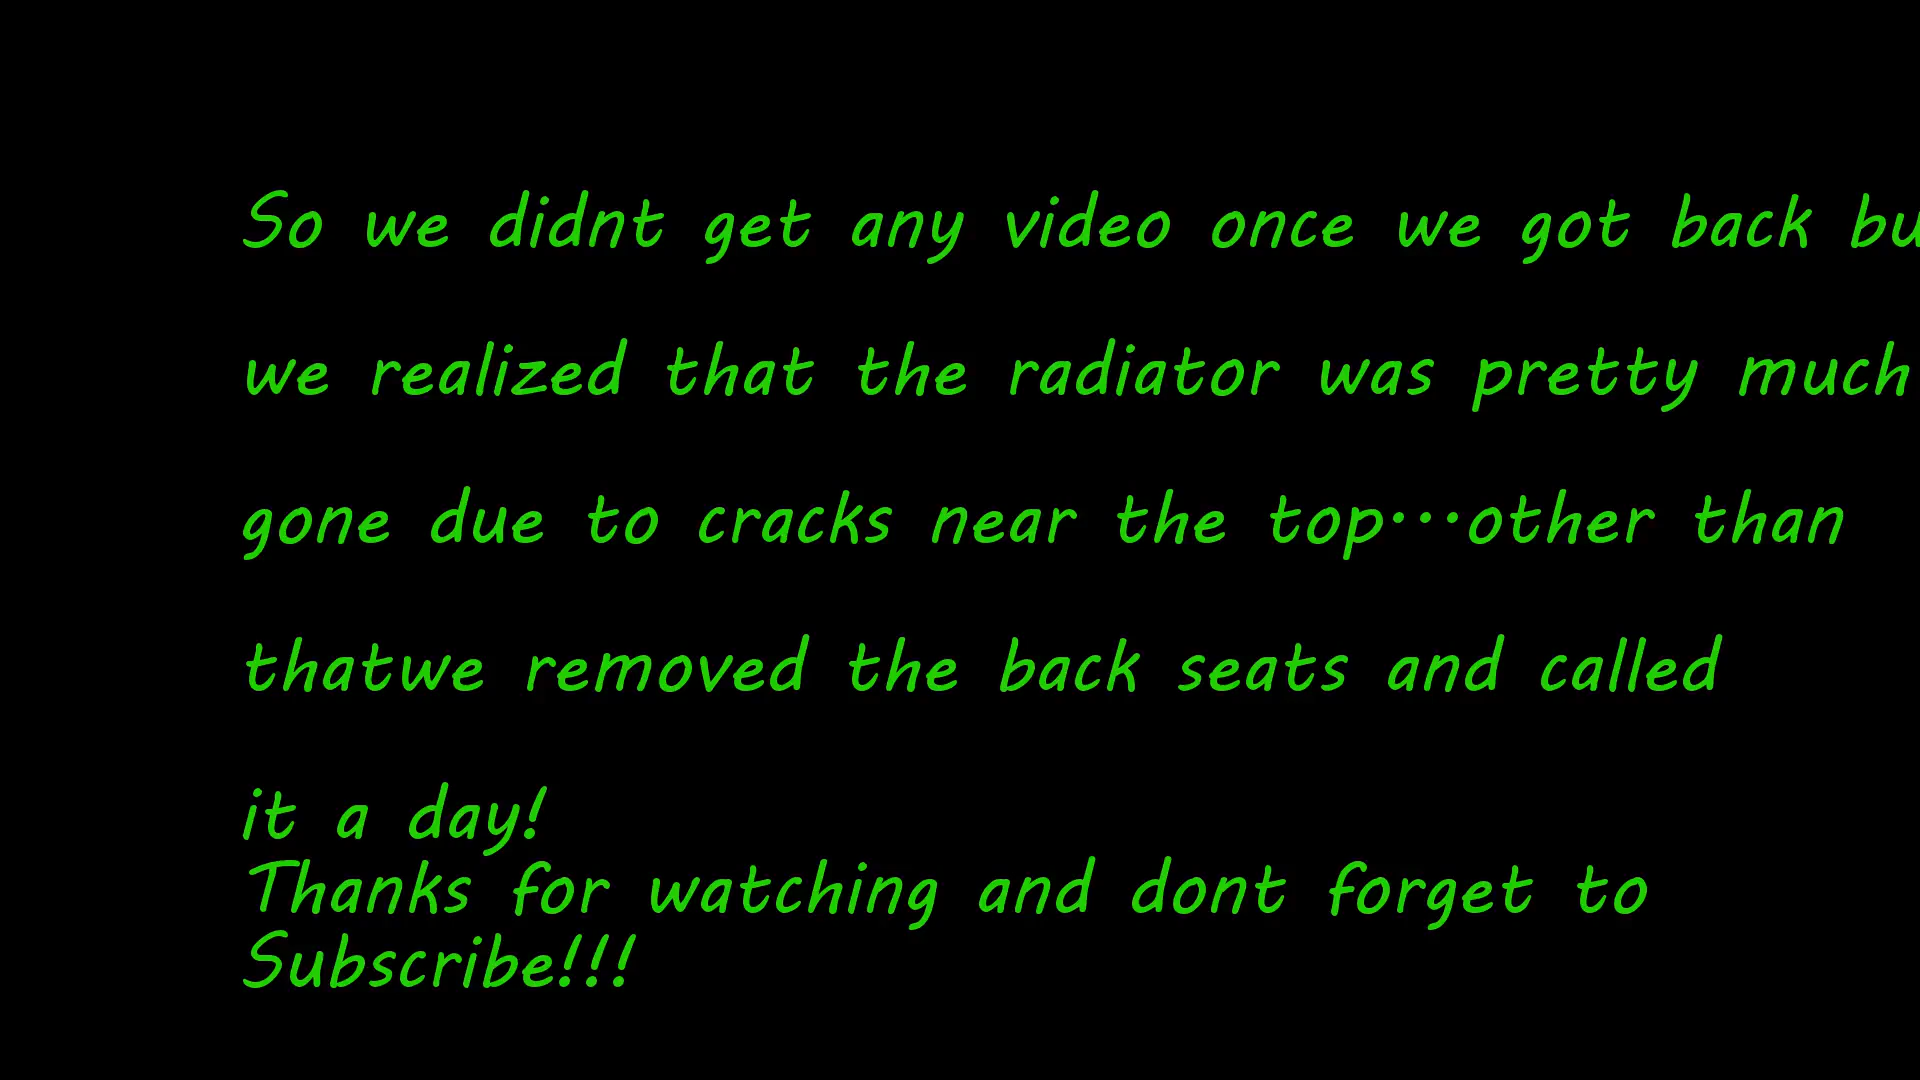 So we didnt get any video once we got back bu
we realized that the radiator was pretty much
gone due to cracks near the top...other than
thatwe removed the back seats and called
it a day!
Thanks for watching and dont forget to
Subscribe!!!